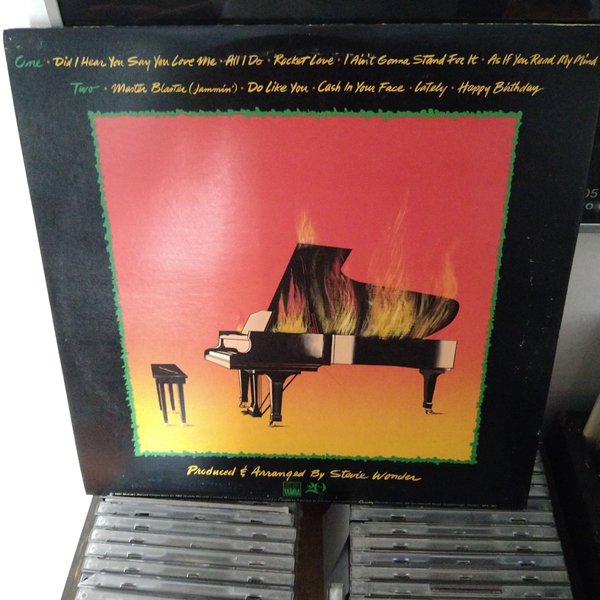 One • Did I Hear You Say You Love Me • All I Do • Rocket Love • I Ain't Gonna Stand For It • As If You Read My Mind
Two • Master Blaster (Jammin') • Do Like You • Cash In Your Face • Lately • Happy Birthday
Produced & Arranged By Stevie Wonder
TAMLA